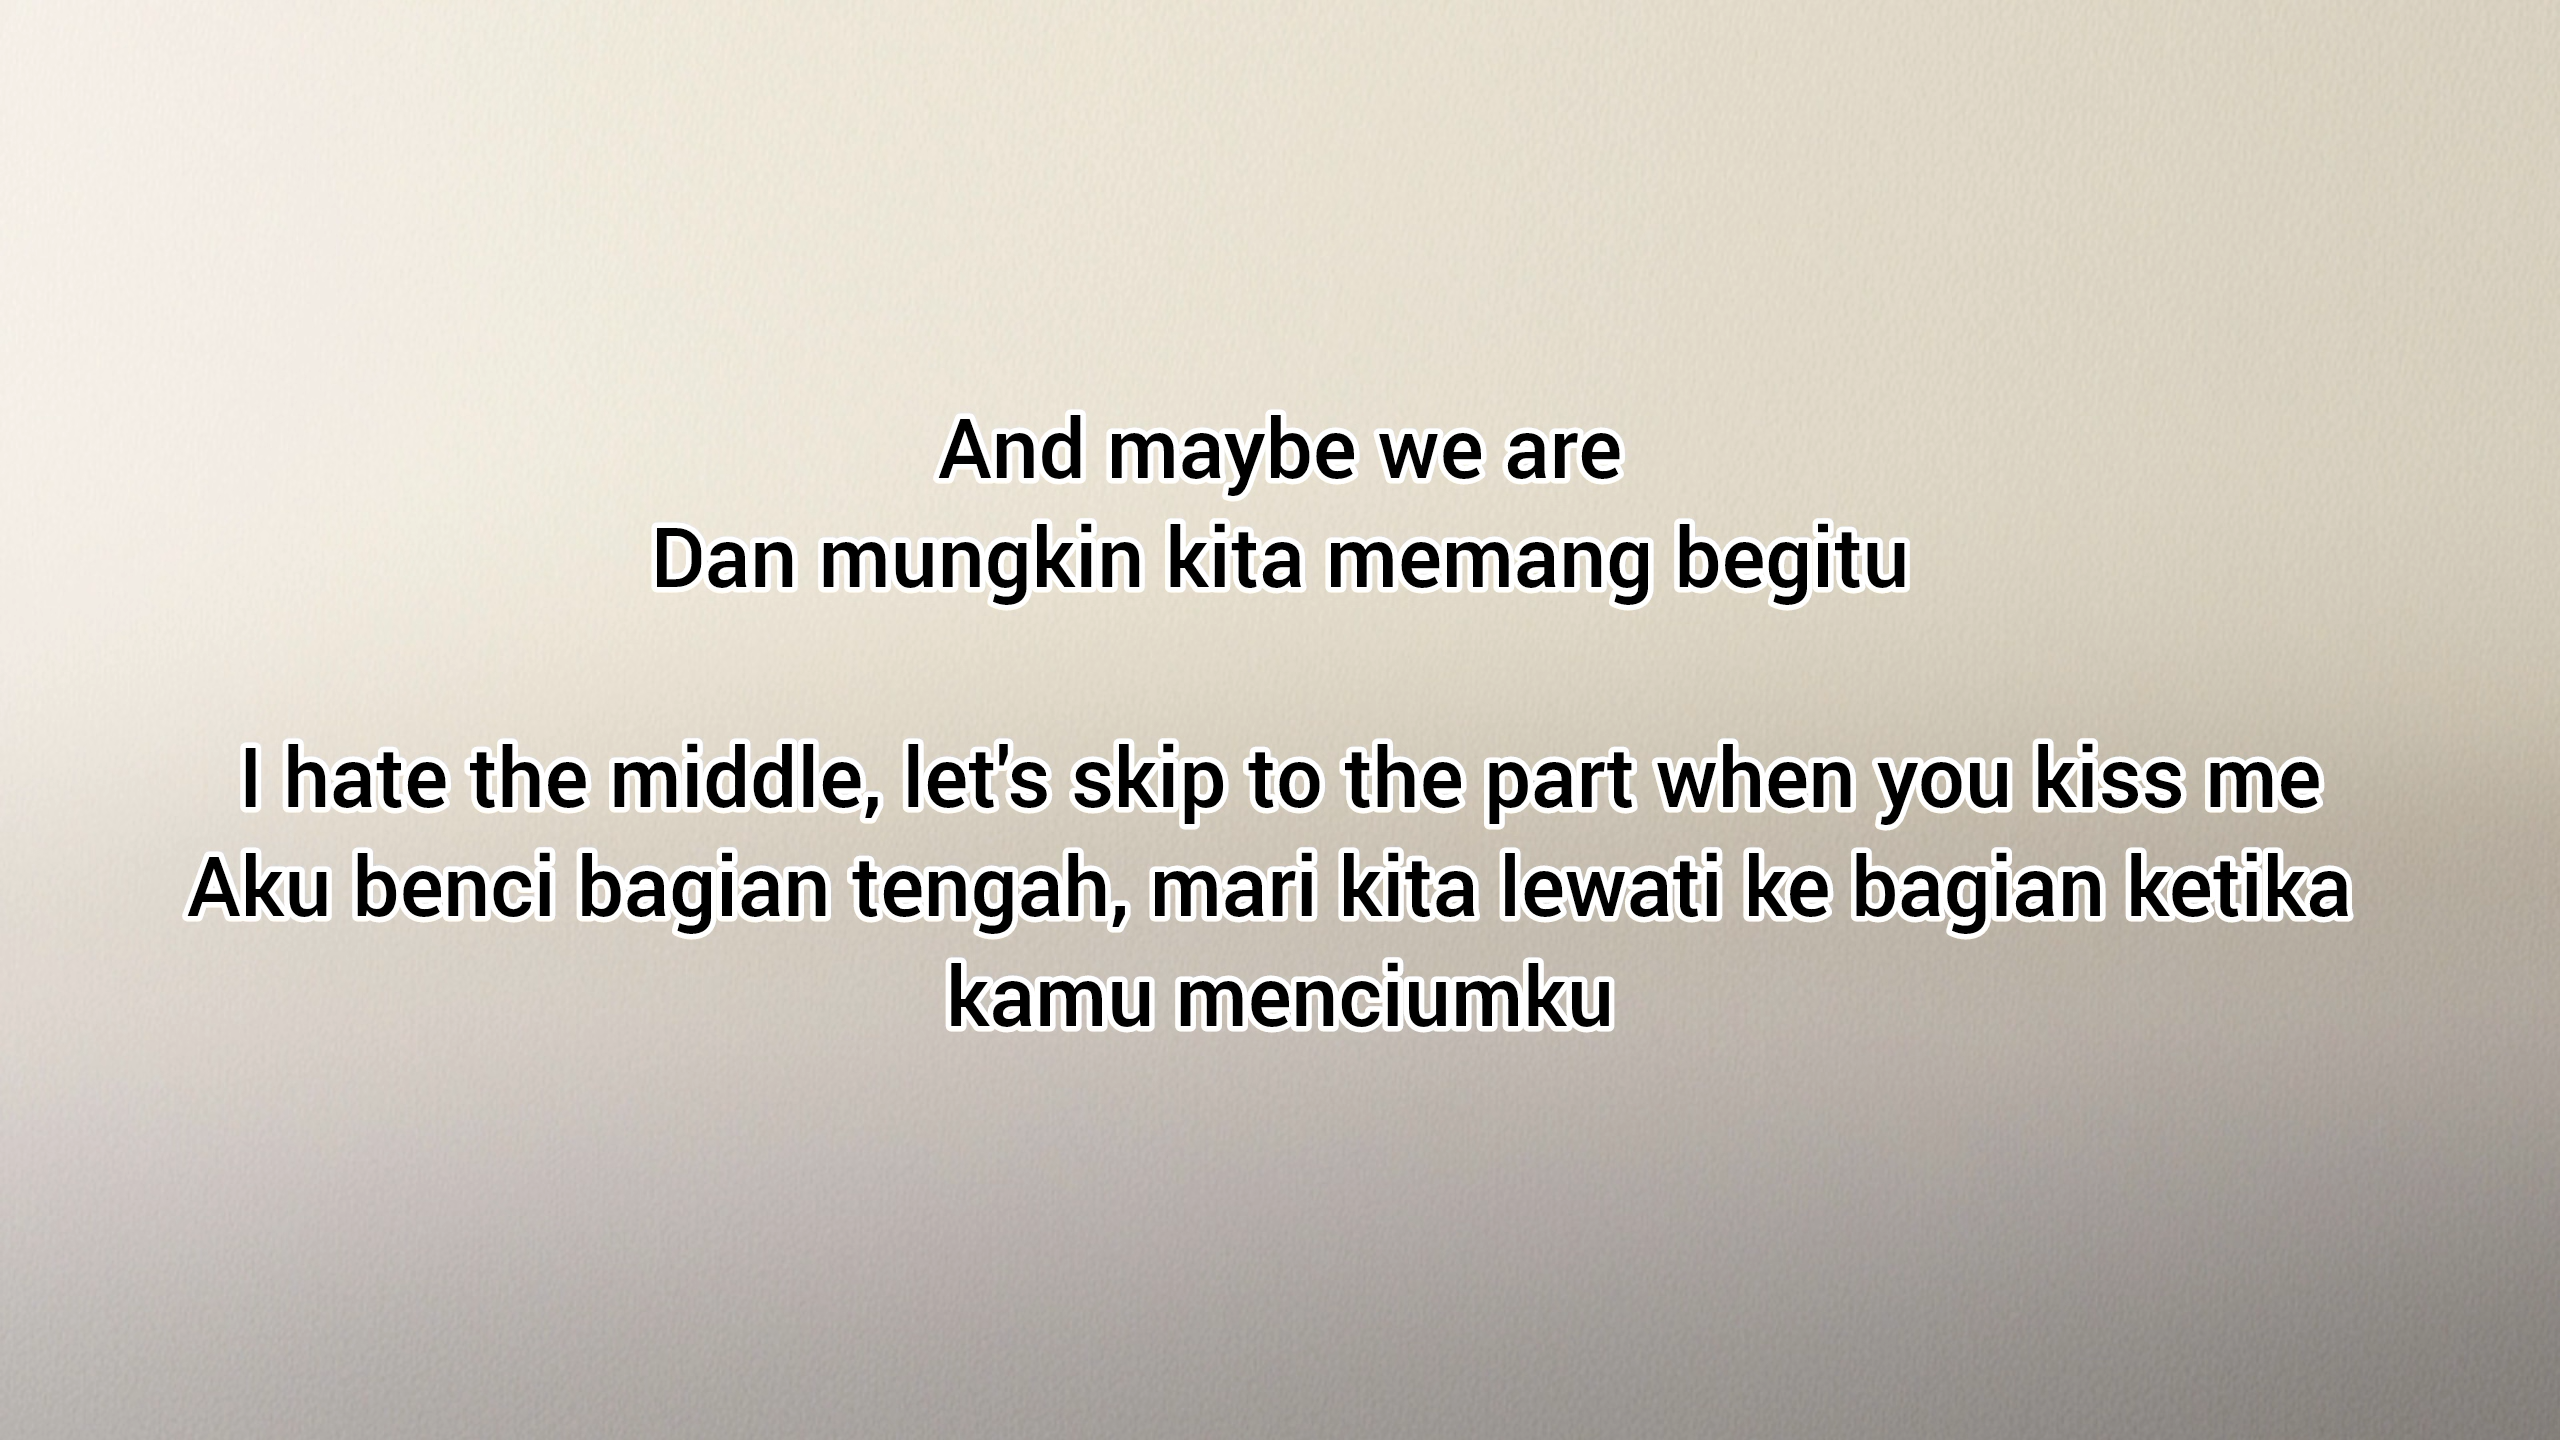 And maybe we are
Dan mungkin kita memang begitu
I hate the middle, let's skip to the part when you kiss me
Aku benci bagian tengah, mari kita lewati ke bagian ketika
kamu menciumku